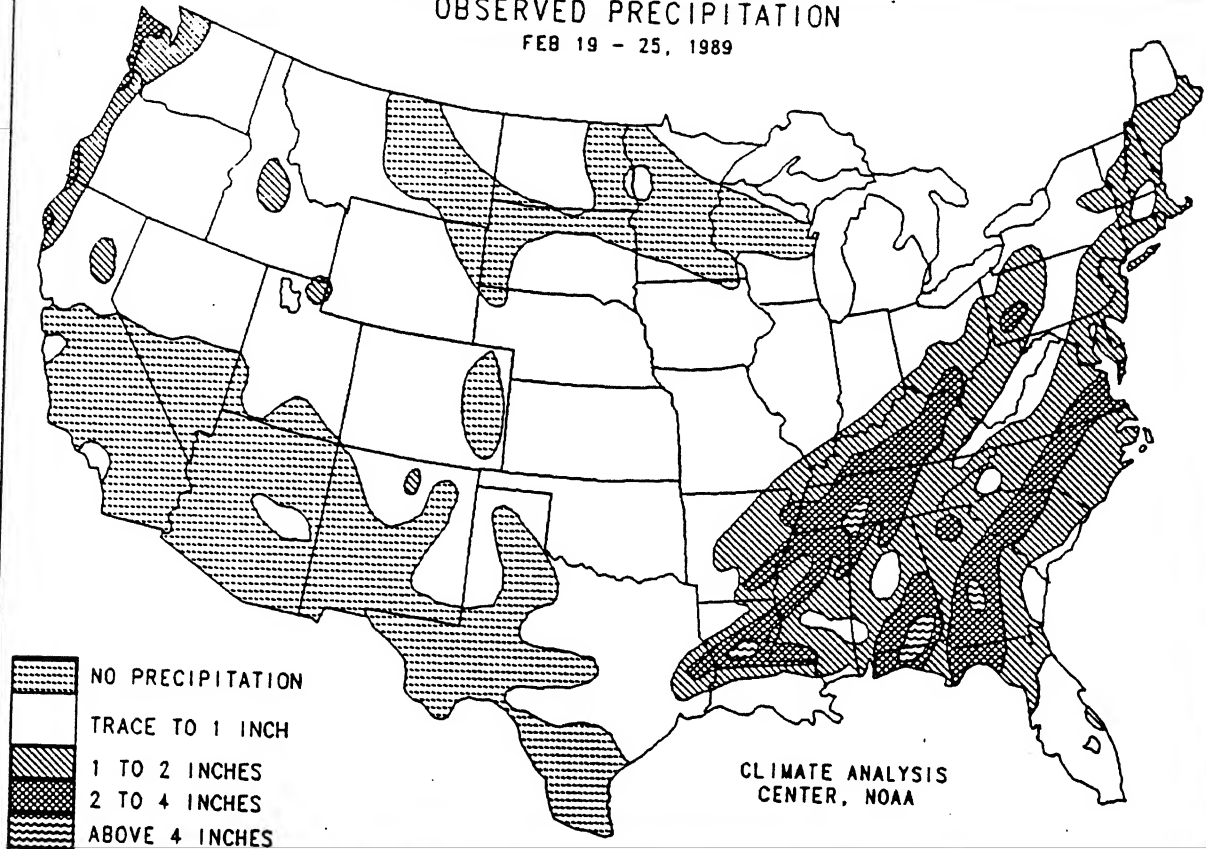 OBSERVED PRECIPITATION
FEB 19 - 25, 1989
NO PRECIPITATION
TRACE TO 1 INCH
1 TO 2 INCHES
2 TO 4 INCHES
ABOVE 4 INCHES
CLIMATE ANALYSIS
CENTER, NOAA